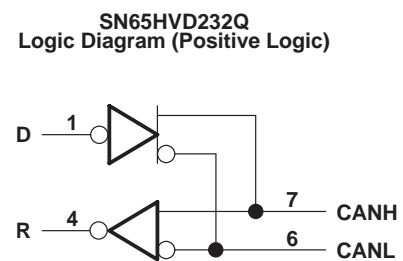 SN65HVD232Q
Logic Diagram (Positive Logic)
D 1
7 CANH
R 4
6 CANL